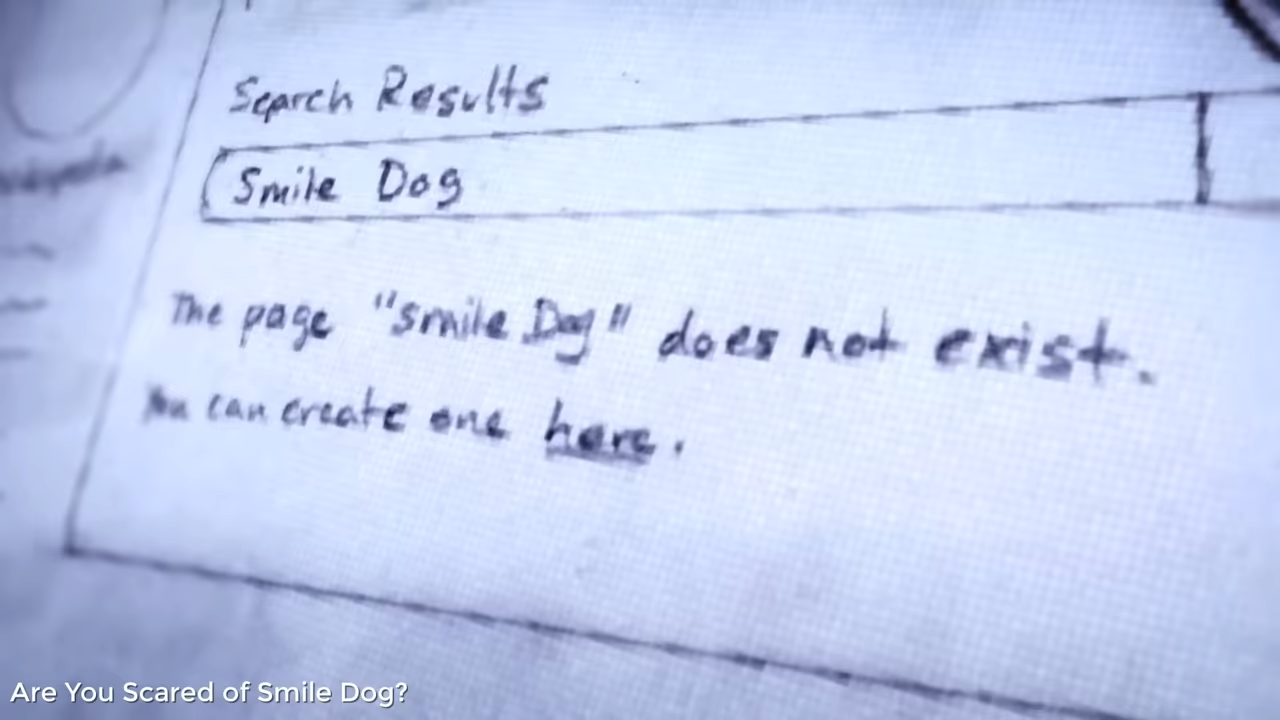 Search Results
Smile Dog
The page "Smile Dog" does not exist.
You can create one here.
Are You Scared of Smile Dog?